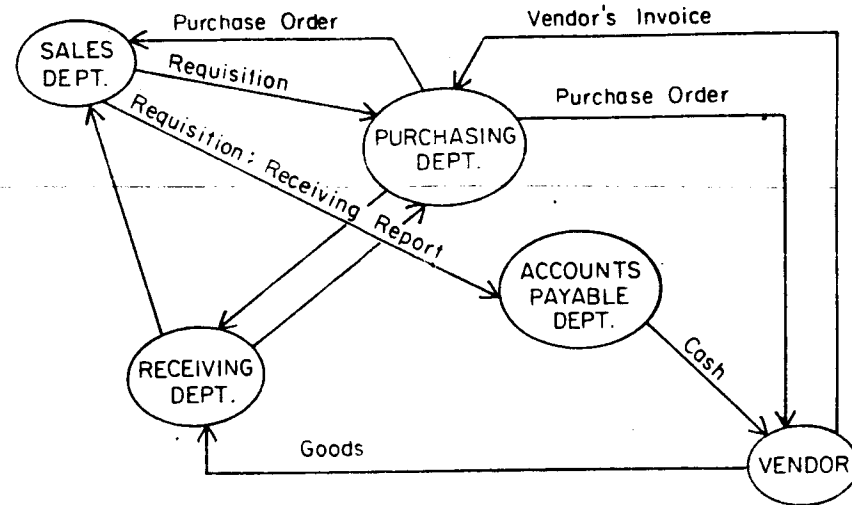 Purchase Order
Vendor's Invoice
SALES
DEPT.
Requisition
Purchase Order
Requisition; Receiving Report
PURCHASING
DEPT.
ACCOUNTS
PAYABLE
DEPT.
Cash
RECEIVING
DEPT.
Goods
VENDOR